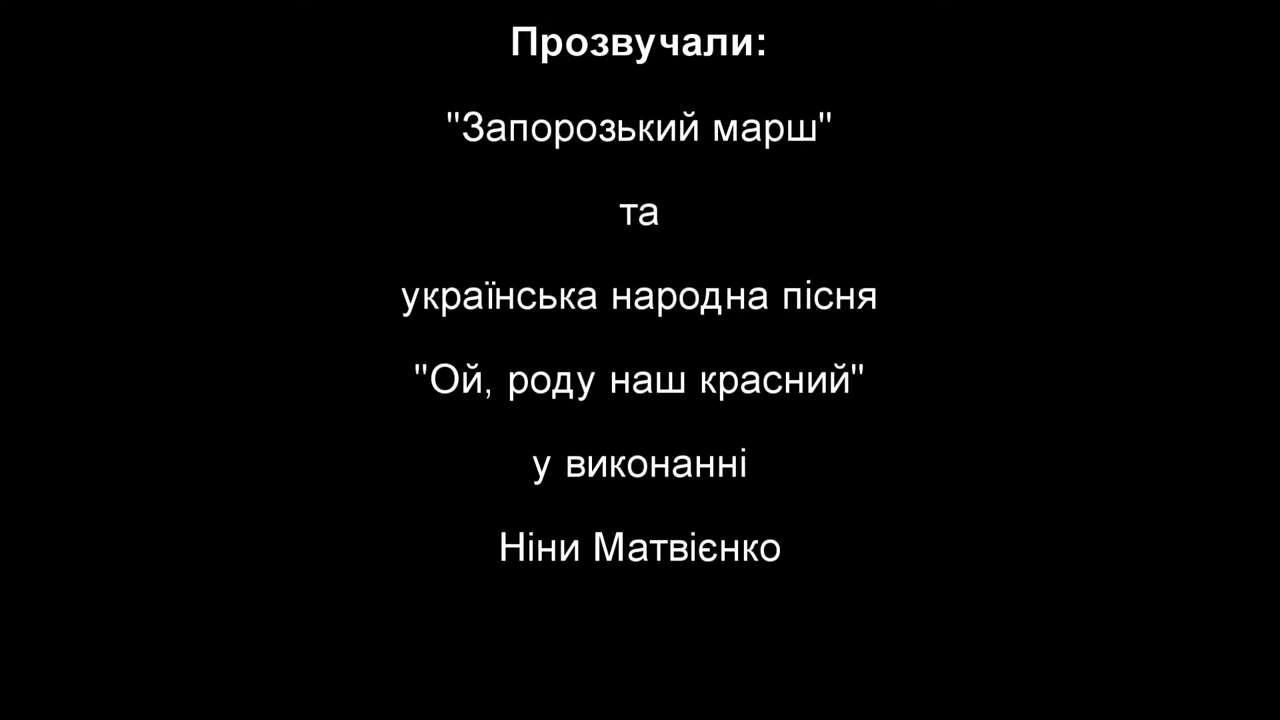 Прозвучали:
"Запорозький марш"
та
українська народна пісня
"Ой, роду наш красний"
у виконанні
Ніни Матвієнко